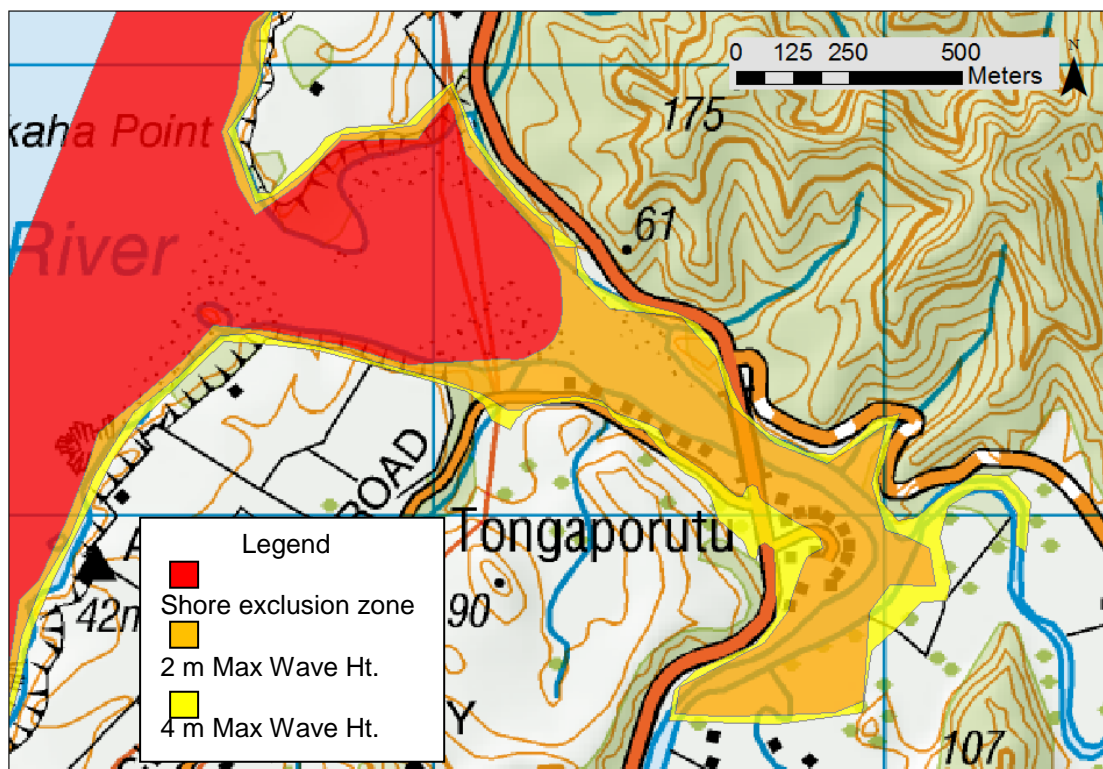 0 125 250 500
Meters
N
175
100
kaha Point
61
River
ROAD
Tongaporutu
A
42m
90
Y
107
Legend
Shore exclusion zone
2 m Max Wave Ht.
4 m Max Wave Ht.